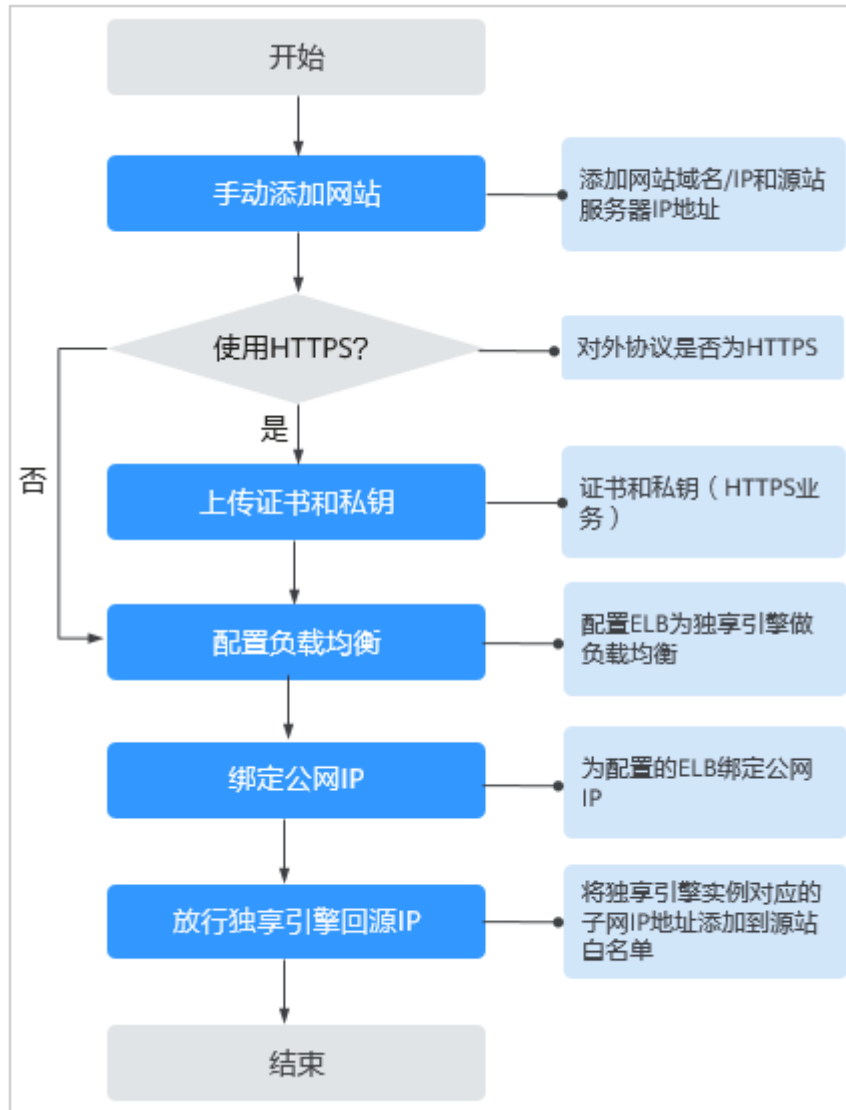 开始
手动添加网站
添加网站域名/IP和源站
服务器IP地址
使用HTTPS?
对外协议是否为HTTPS
是
否
上传证书和私钥
证书和私钥（HTTPS业
务）
配置负载均衡
配置ELB为独享引擎做
负载均衡
绑定公网IP
为配置的ELB绑定公网
IP
放行独享引擎回源IP
将独享引擎实例对应的
子网IP地址添加到源站
白名单
结束